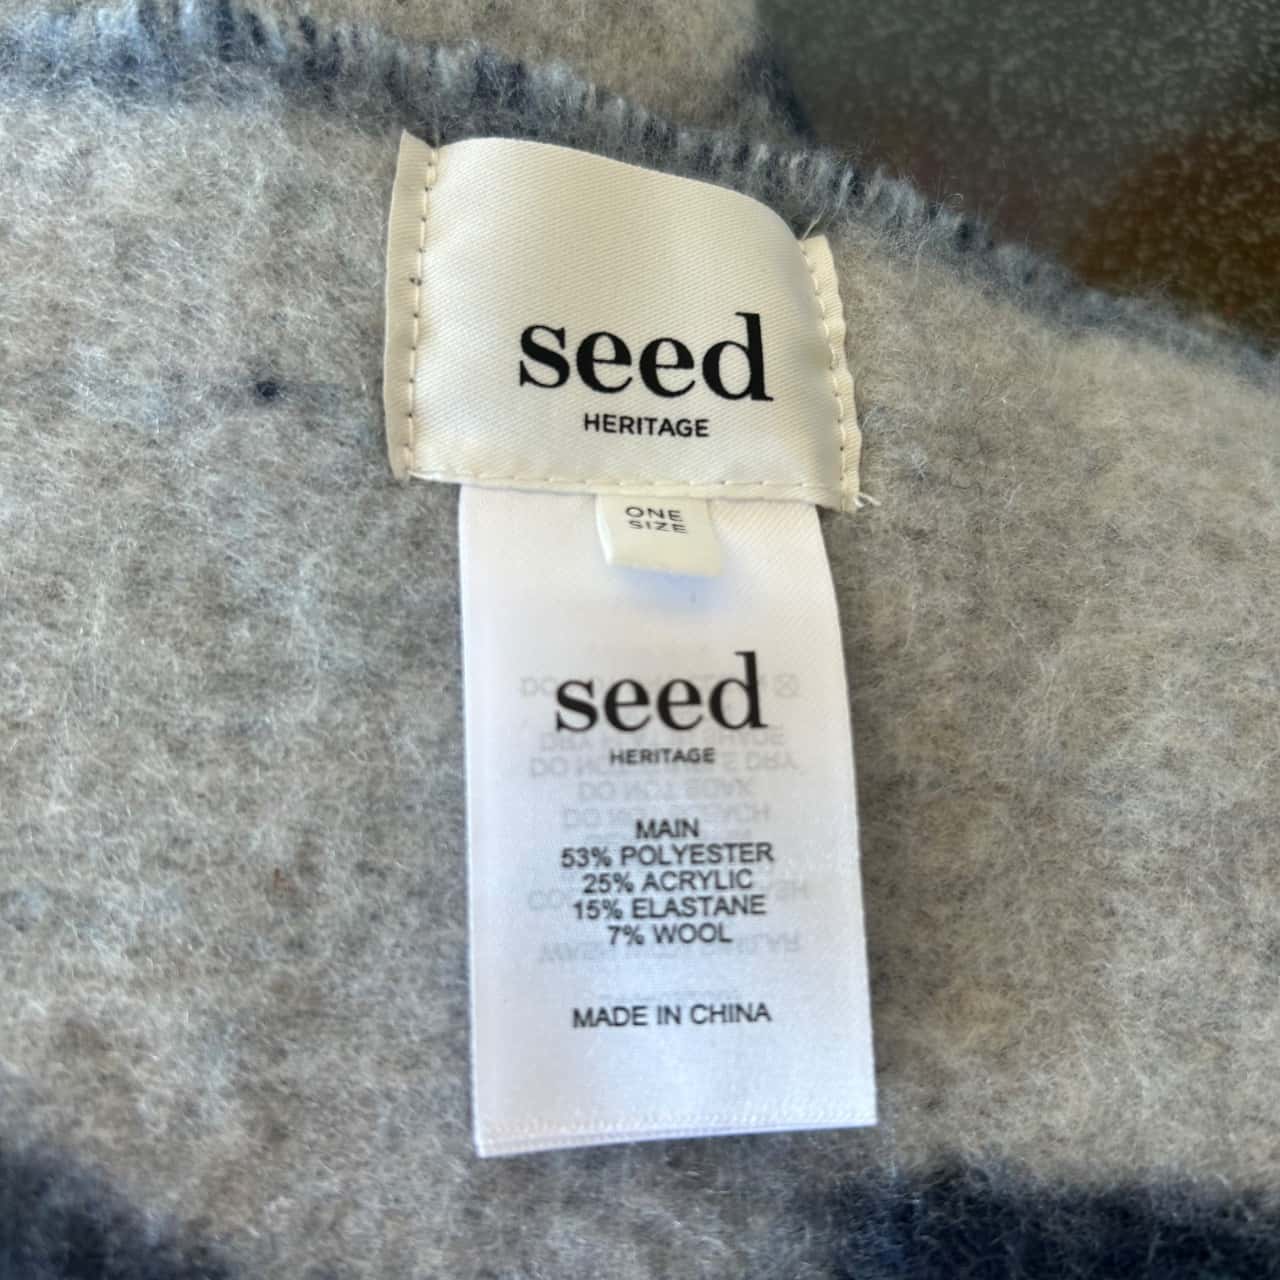 seed
HERITAGE
ONE
SIZE
seed
HERITAGE
MAIN
53% POLYESTER
25% ACRYLIC
15% ELASTANE
7% WOOL
MADE IN CHINA